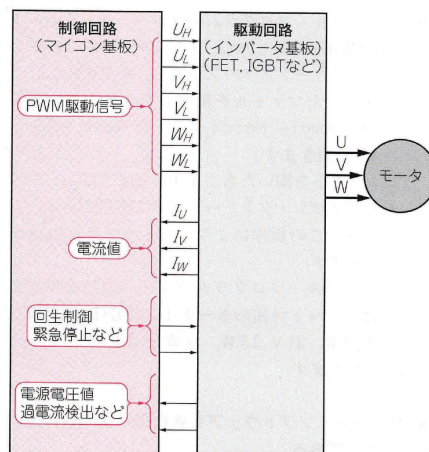 制御回路
(マイコン基板)
駆動回路
(インバータ基板)
(FET, IGBTなど)
PWM駆動信号
U_H
U_L
V_H
V_L
W_H
W_L
U
V
W
モータ
電流値
I_U
I_V
I_W
回生制御
緊急停止など
電源電圧値
過電流検出など